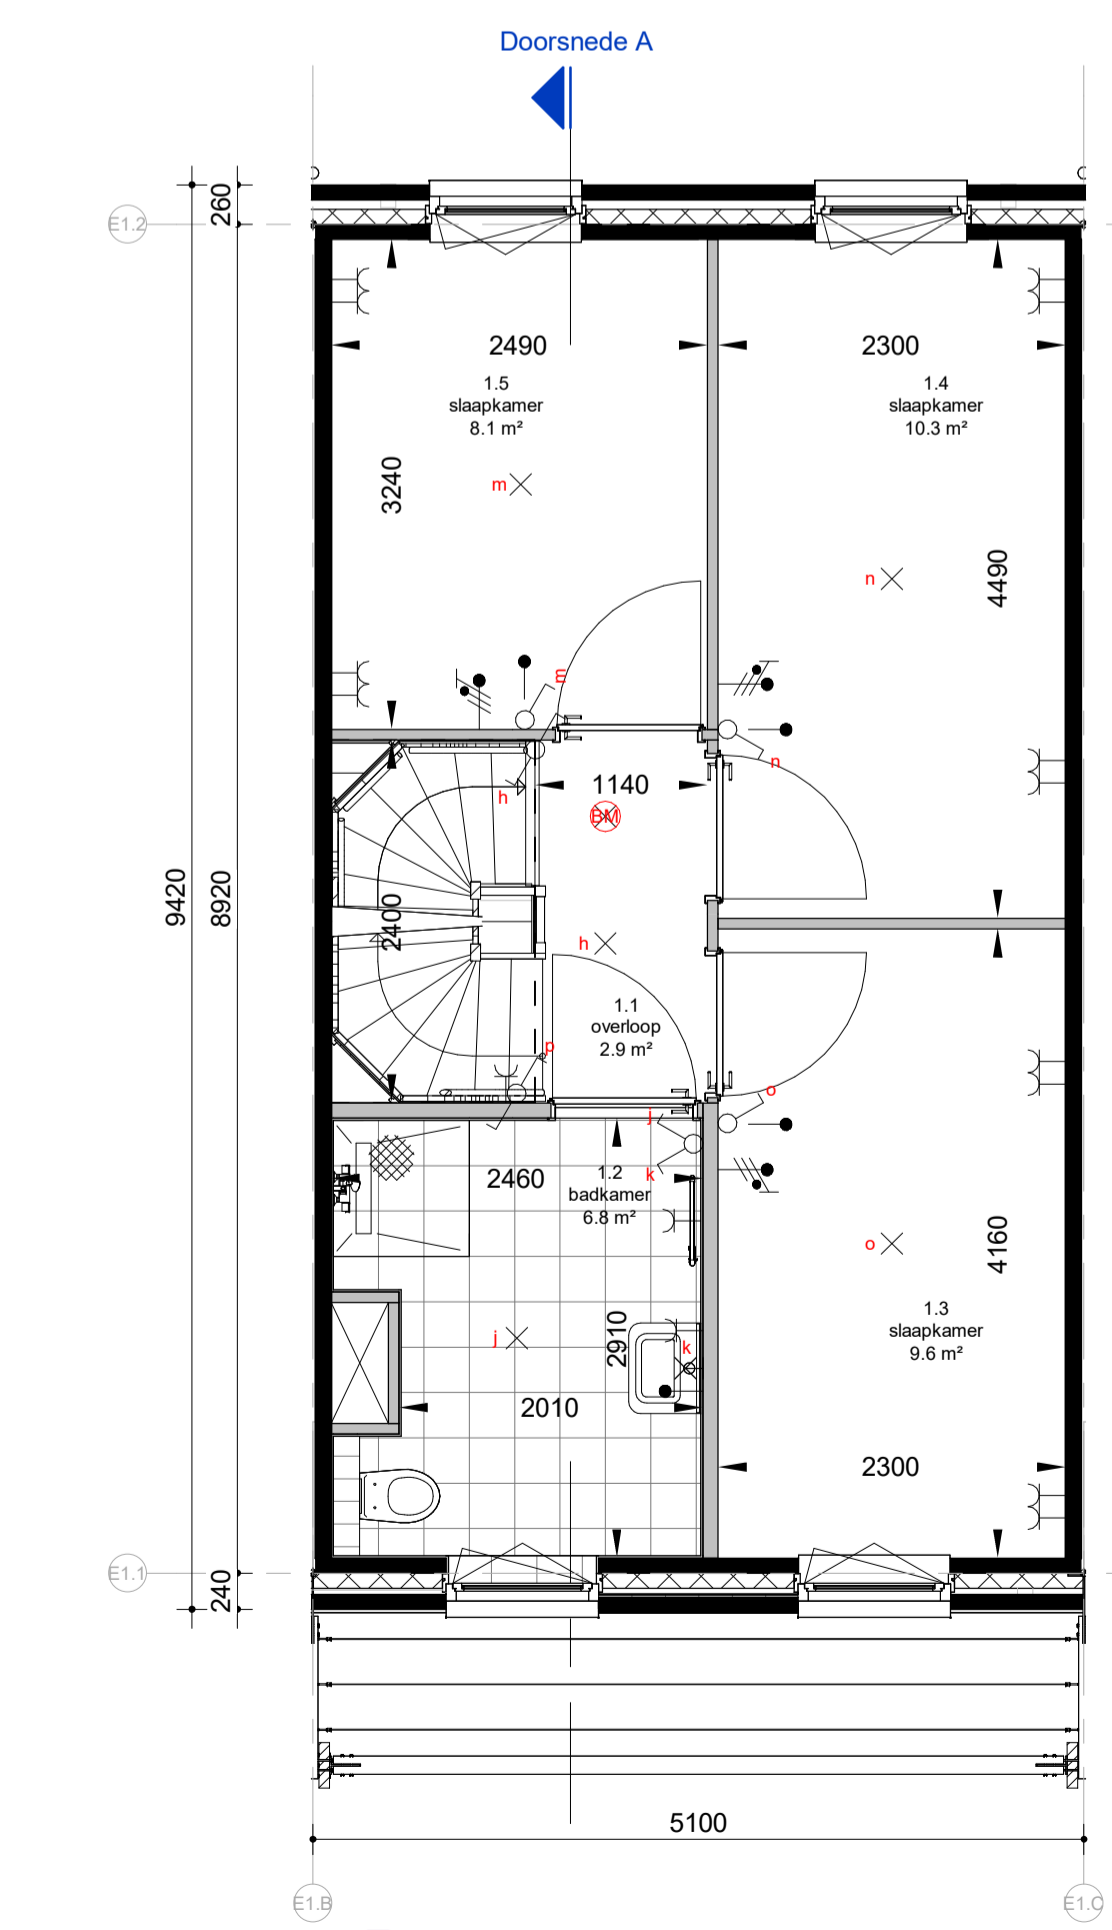 Doorsnede A
260
E1.2
2490
2300
1.5
slaapkamer
8.1 m²
1.4
slaapkamer
10.3 m²
3240
m
n
4490
m
n
h
1140
BM
9420
8920
2400
h
1.1
overloop
2.9 m²
p
o
j
k
2460
1.2
badkamer
6.8 m²
o
4160
1.3
slaapkamer
9.6 m²
j
2910
k
2010
2300
E1.1
240
5100
E1.B
E1.C